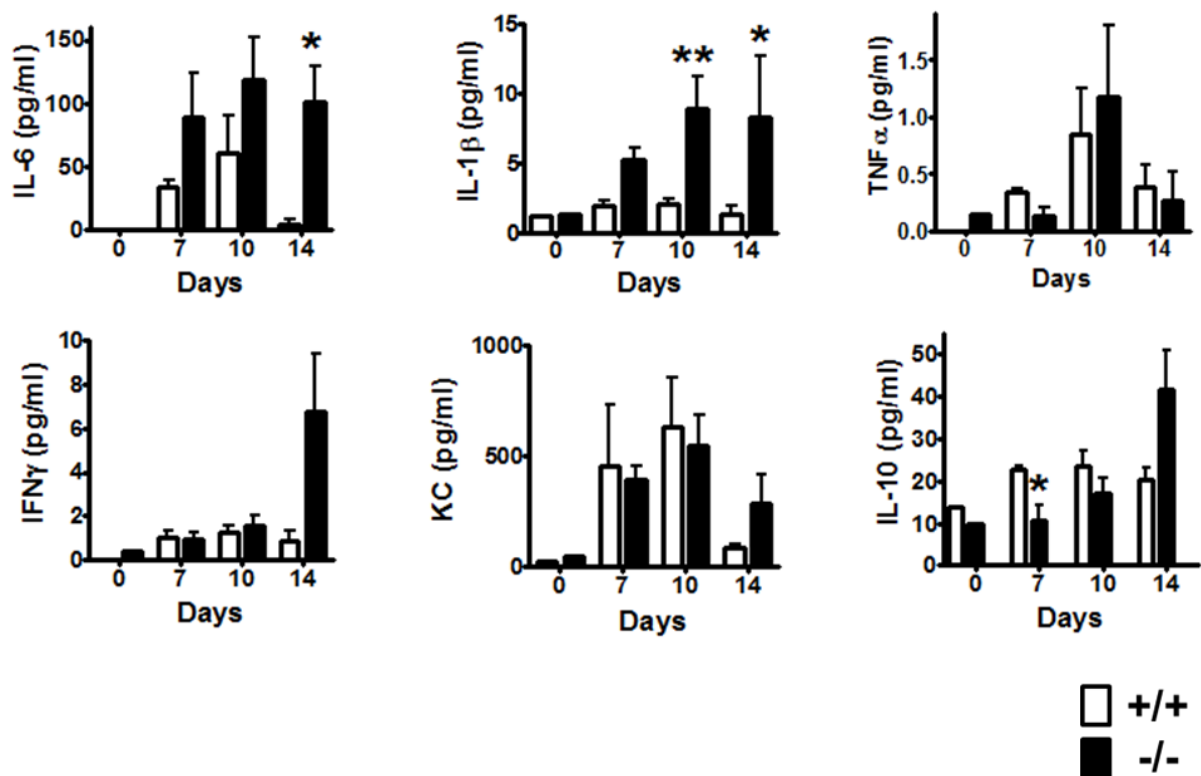 IL-6 (pg/ml)
150
100
50
0
*
0 7 10 14
Days
IL-1β (pg/ml)
15
10
5
0
** *
0 7 10 14
Days
TNFα (pg/ml)
1.5
1.0
0.5
0.0
0 7 10 14
Days
IFNγ (pg/ml)
10
8
6
4
2
0
0 7 10 14
Days
KC (pg/ml)
1000
500
0
0 7 10 14
Days
IL-10 (pg/ml)
50
40
30
20
10
0
*
0 7 10 14
Days
+/+
-/-